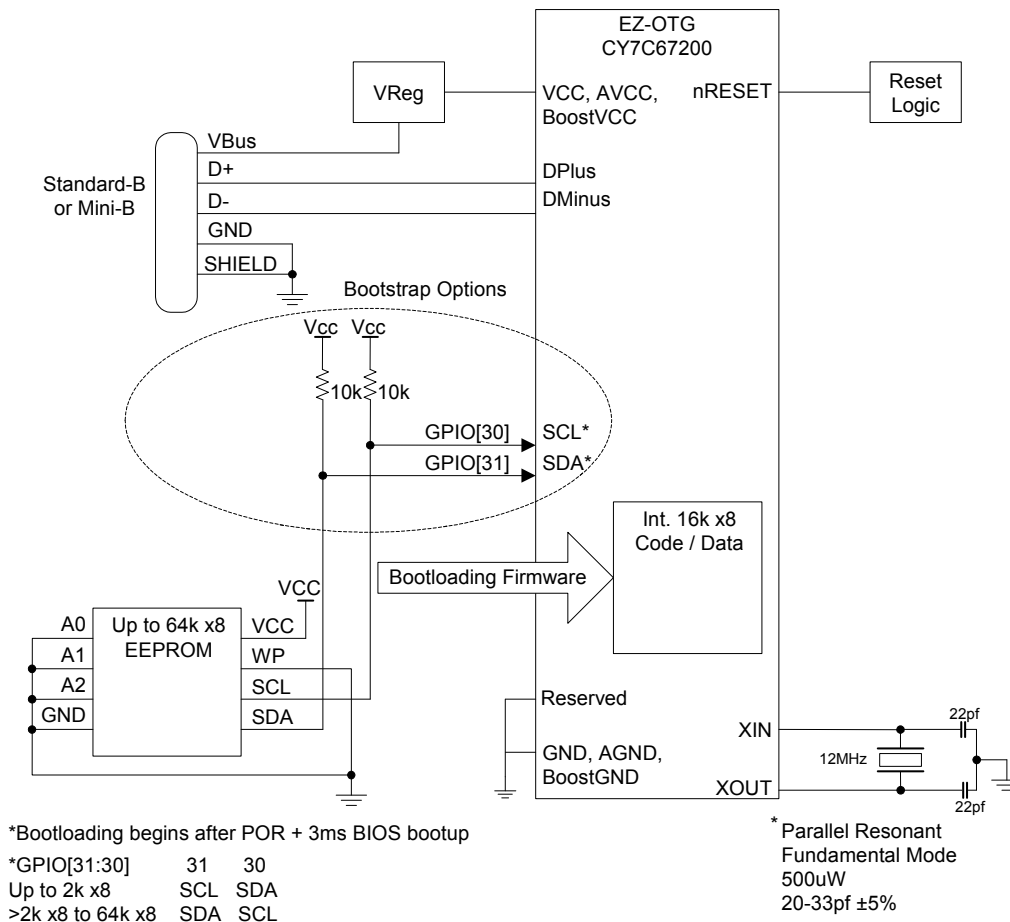 EZ-OTG
CY7C67200
VReg
VCC, AVCC,
BoostVCC
nRESET
Reset
Logic
VBus
D+
DPlus
Standard-B
or Mini-B
D-
DMinus
GND
SHIELD
Bootstrap Options
Vcc Vcc
10k 10k
GPIO[30] SCL*
GPIO[31] SDA*
Int. 16k x8
Code / Data
Bootloading Firmware
VCC
A0
A1
A2
GND
Up to 64k x8
EEPROM
VCC
WP
SCL
SDA
Reserved
GND, AGND,
BoostGND
XIN
XOUT
22pf
12MHz
22pf
*Bootloading begins after POR + 3ms BIOS bootup
*GPIO[31:30] 31 30
Up to 2k x8 SCL SDA
>2k x8 to 64k x8 SDA SCL
* Parallel Resonant
Fundamental Mode
500uW
20-33pf ±5%